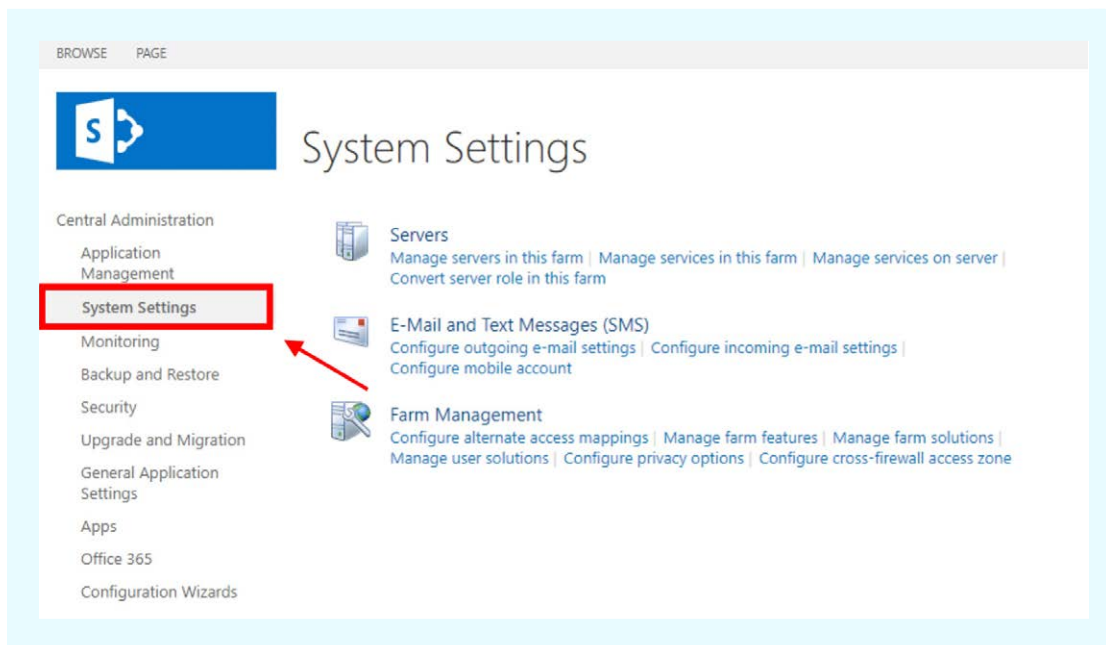 BROWSE PAGE
S
System Settings
Central Administration
Application
Management
System Settings
Monitoring
Backup and Restore
Security
Upgrade and Migration
General Application
Settings
Apps
Office 365
Configuration Wizards
Servers
Manage servers in this farm | Manage services in this farm | Manage services on server |
Convert server role in this farm
E-Mail and Text Messages (SMS)
Configure outgoing e-mail settings | Configure incoming e-mail settings |
Configure mobile account
Farm Management
Configure alternate access mappings | Manage farm features | Manage farm solutions |
Manage user solutions | Configure privacy options | Configure cross-firewall access zone